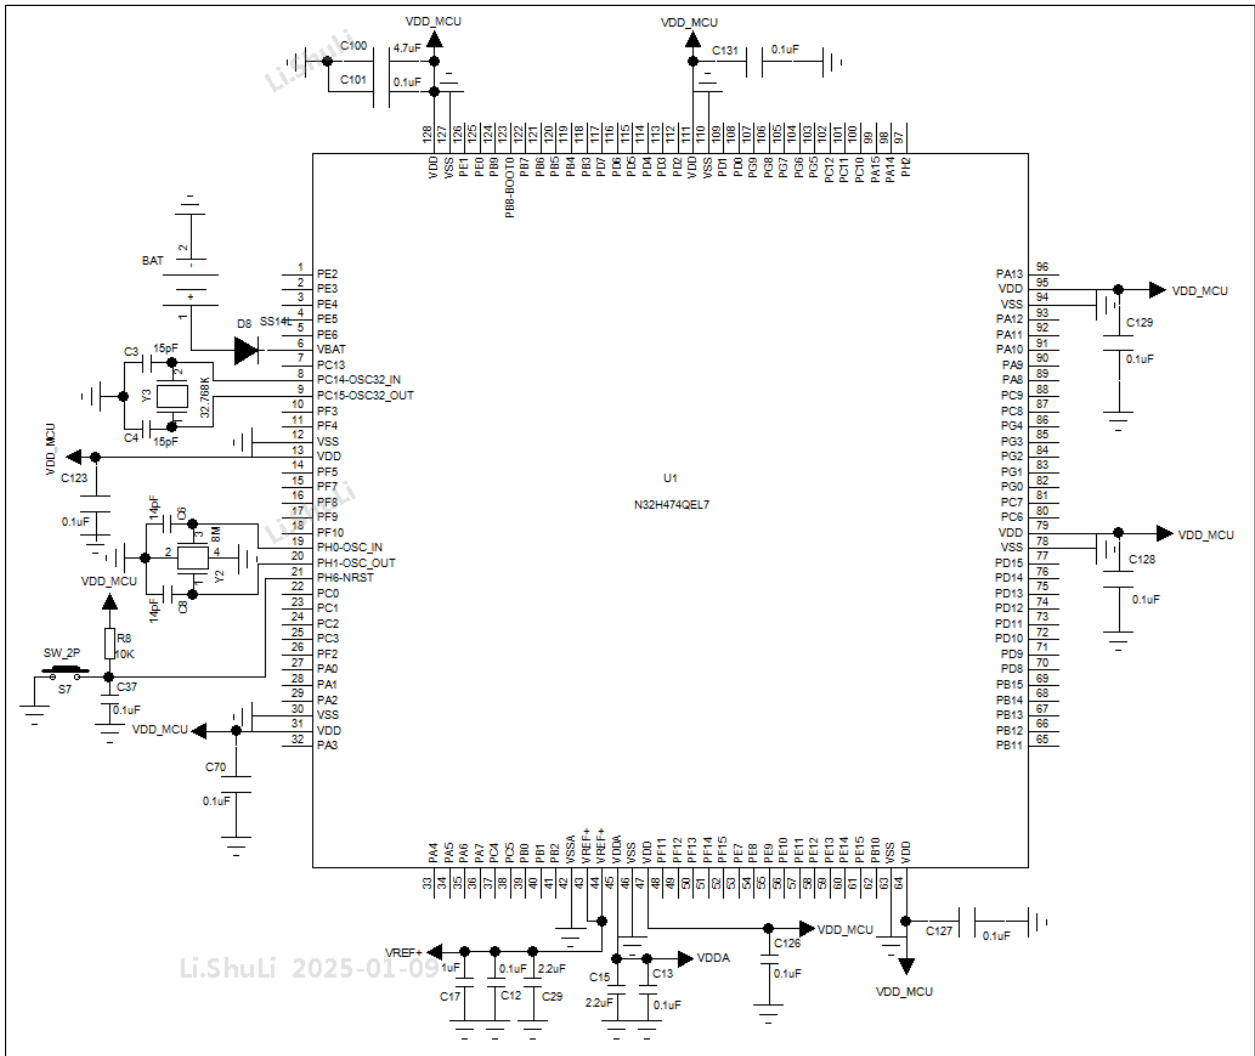 VDD_MCU
VDD_MCU
Li.ShuLi
C100
4.7uF
C101
0.1uF
C131
0.1uF
128 127 126 125 124 123 122 121 120 119 118 117 116 115 114 113 112 111 110 109 108 107 106 105 104 103 102 101 100 99 98 97
VDD VSS PE1 PE0 PB9 PB8-BOOT0 PB7 PB6 PB5 PB4 PB3 PD7 PD6 PD5 PD4 PD3 PD2 VDD VSS PD1 PD0 PG9 PG8 PG7 PG6 PG5 PC12 PC11 PC10 PA15 PA14 PH2
2
-
BAT
+
1
D8
SS14L
1 PE2
2 PE3
3 PE4
4 PE5
5 PE6
6 VBAT
7 PC13
8 PC14-OSC32_IN
9 PC15-OSC32_OUT
10 PF3
11 PF4
12 VSS
13 VDD
14 PF5
15 PF7
16 PF8
17 PF9
18 PF10
19 PH0-OSC_IN
20 PH1-OSC_OUT
21 PH6-NRST
22 PC0
23 PC1
24 PC2
25 PC3
26 PF2
27 PA0
28 PA1
29 PA2
30 VSS
31 VDD
32 PA3
C3
15pF
2
Y3
32.768K
1
C4
15pF
VDD_MCU
C123
0.1uF
14pF
C6
3
8M
2
4
1
Y2
14pF
C8
VDD_MCU
R8
10K
SW_2P
S7
C37
0.1uF
VDD_MCU
C70
0.1uF
U1
N32H474QEL7
Li.ShuLi
PA13 96
VDD 95
VSS 94
PA12 93
PA11 92
PA10 91
PA9 90
PA8 89
PC9 88
PC8 87
PG4 86
PG3 85
PG2 84
PG1 83
PG0 82
PC7 81
PC6 80
VDD 79
VSS 78
PD15 77
PD14 76
PD13 75
PD12 74
PD11 73
PD10 72
PD9 71
PD8 70
PB15 69
PB14 68
PB13 67
PB12 66
PB11 65
VDD_MCU
C129
0.1uF
VDD_MCU
C128
0.1uF
PA4 PA5 PA6 PA7 PC4 PC5 PB0 PB1 PB2 VSSA VREF+ VREF+ VDDA VSS VDD PF11 PF12 PF13 PF14 PF15 PE7 PE8 PE9 PE10 PE11 PE12 PE13 PE14 PE15 PB10 VSS VDD
33 34 35 36 37 38 39 40 41 42 43 44 45 46 47 48 49 50 51 52 53 54 55 56 57 58 59 60 61 62 63 64
VREF+
1uF
C17
0.1uF
C12
2.2uF
C29
C15
2.2uF
C13
0.1uF
VDDA
VDD_MCU
C126
0.1uF
C127
0.1uF
VDD_MCU
Li.ShuLi 2025-01-09